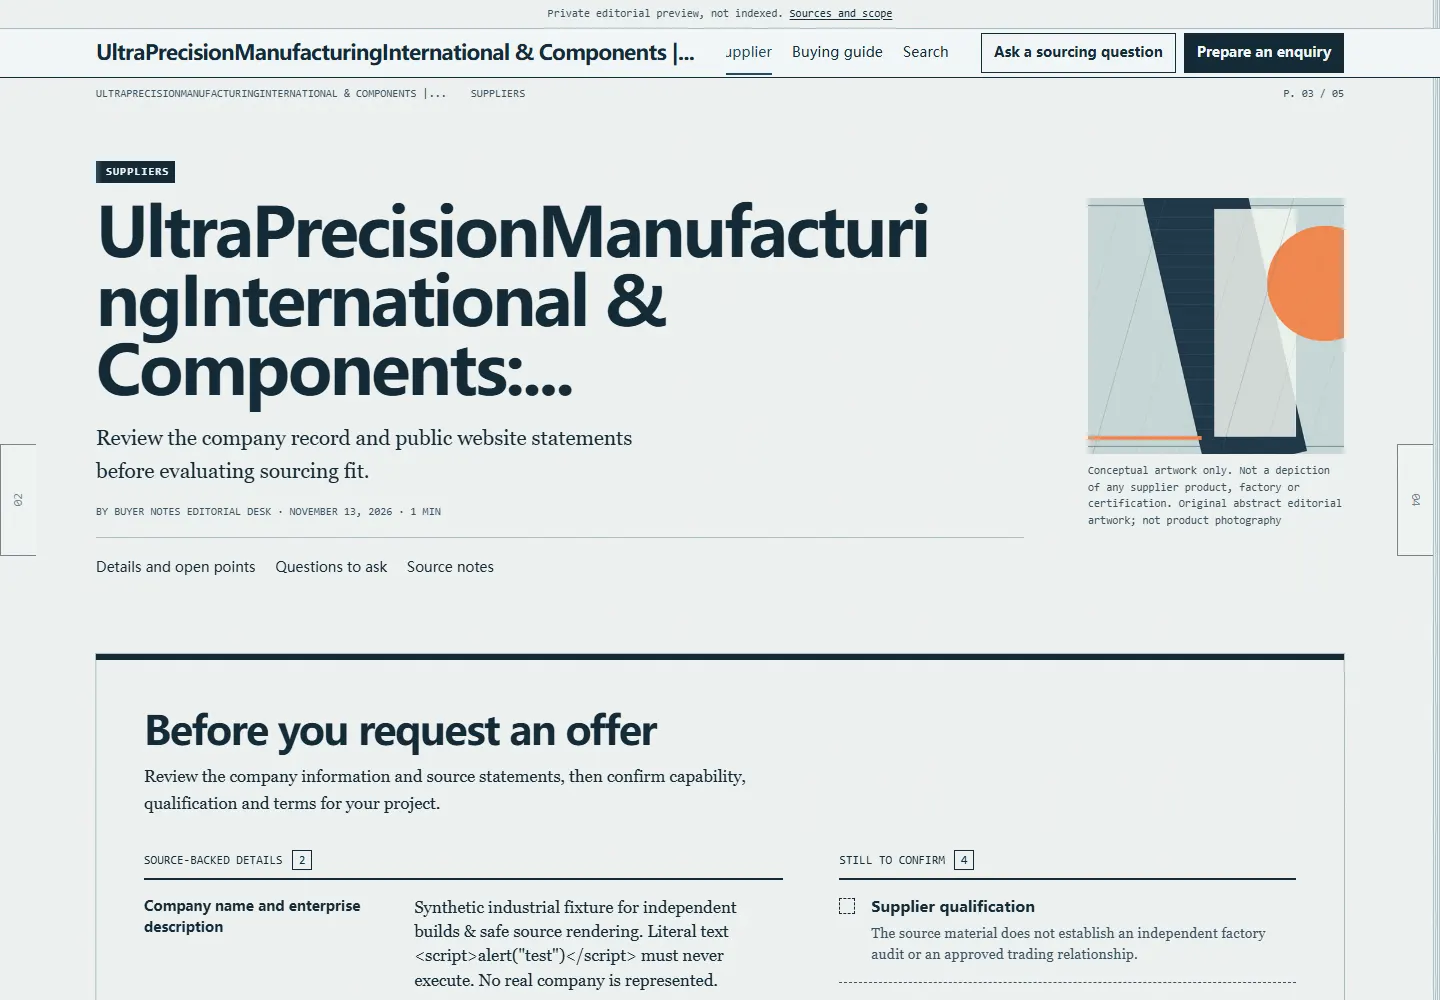 Private editorial preview, not indexed. Sources and scope
UltraPrecisionManufacturingInternational & Components |...
upplier Buying guide Search
Ask a sourcing question
Prepare an enquiry
ULTRAPRECISIONMANUFACTURINGINTERNATIONAL & COMPONENTS |... SUPPLIERS
P. 03 / 05
SUPPLIERS
UltraPrecisionManufacturi
ngInternational &
Components:...
Review the company record and public website statements
before evaluating sourcing fit.
BY BUYER NOTES EDITORIAL DESK · NOVEMBER 13, 2026 · 1 MIN
Details and open points Questions to ask Source notes
Conceptual artwork only. Not a depiction
of any supplier product, factory or
certification. Original abstract editorial
artwork; not product photography
02
04
Before you request an offer
Review the company information and source statements, then confirm capability,
qualification and terms for your project.
SOURCE-BACKED DETAILS 2
Company name and enterprise
description
Synthetic industrial fixture for independent
builds & safe source rendering. Literal text
<script>alert("test")</script> must never
execute. No real company is represented.
STILL TO CONFIRM 4
Supplier qualification
The source material does not establish an independent factory
audit or an approved trading relationship.